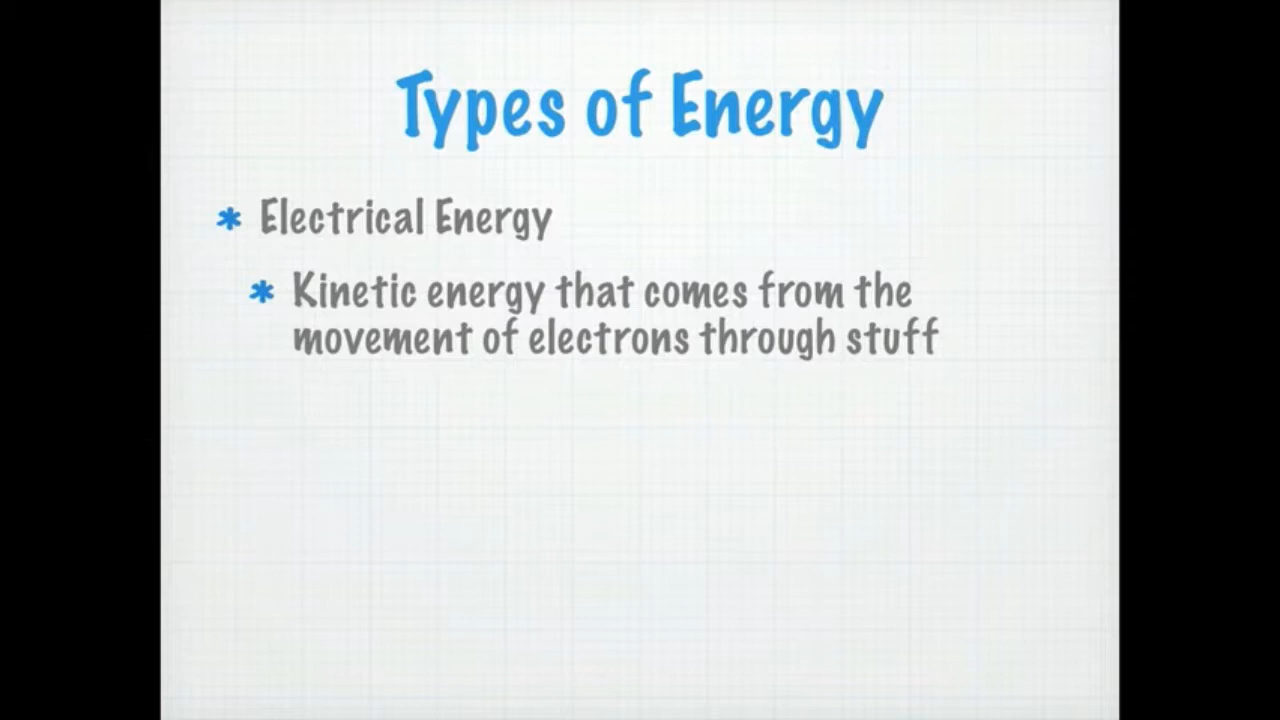 Types of Energy
* Electrical Energy
* Kinetic energy that comes from the
movement of electrons through stuff